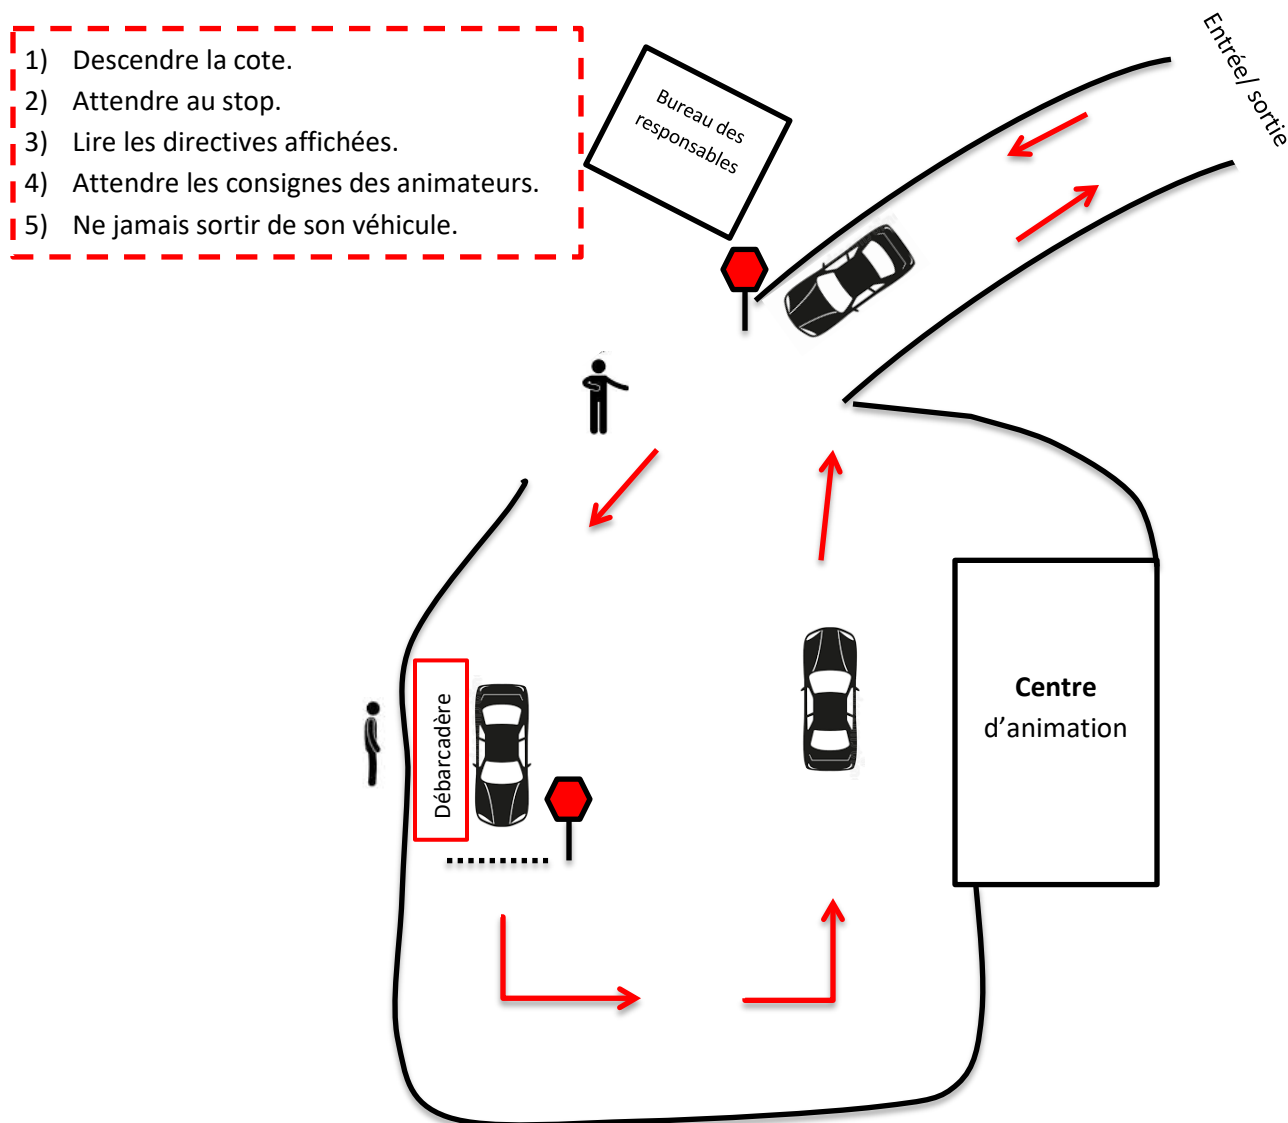 1) Descendre la cote.
2) Attendre au stop.
3) Lire les directives affichées.
4) Attendre les consignes des animateurs.
5) Ne jamais sortir de son véhicule.
Bureau des
responsables
Entrée/ sortie
Débarcadère
Centre
d'animation